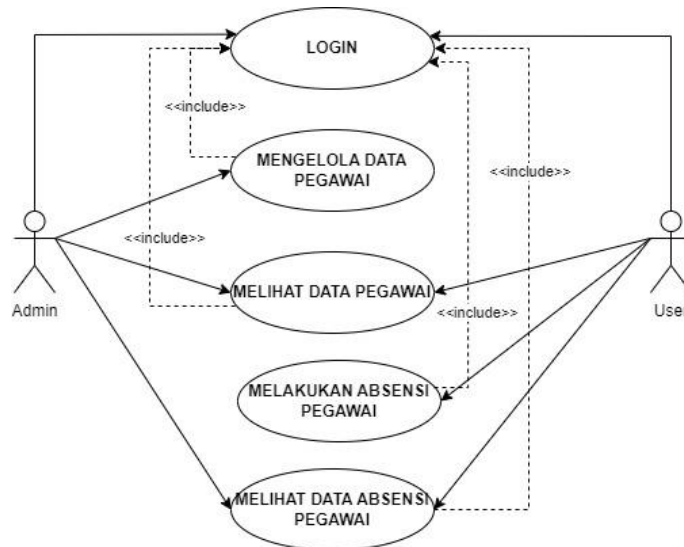 LOGIN
<<include>>
MENGELOLA DATA
PEGAWAI
<<include>>
<<include>>
MELIHAT DATA PEGAWAI
<<include>>
Admin
User
MELAKUKAN ABSENSI
PEGAWAI
MELIHAT DATA ABSENSI
PEGAWAI